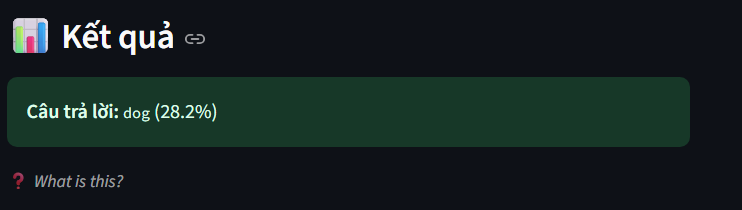 Kết quả
Câu trả lời: dog (28.2%)
What is this?